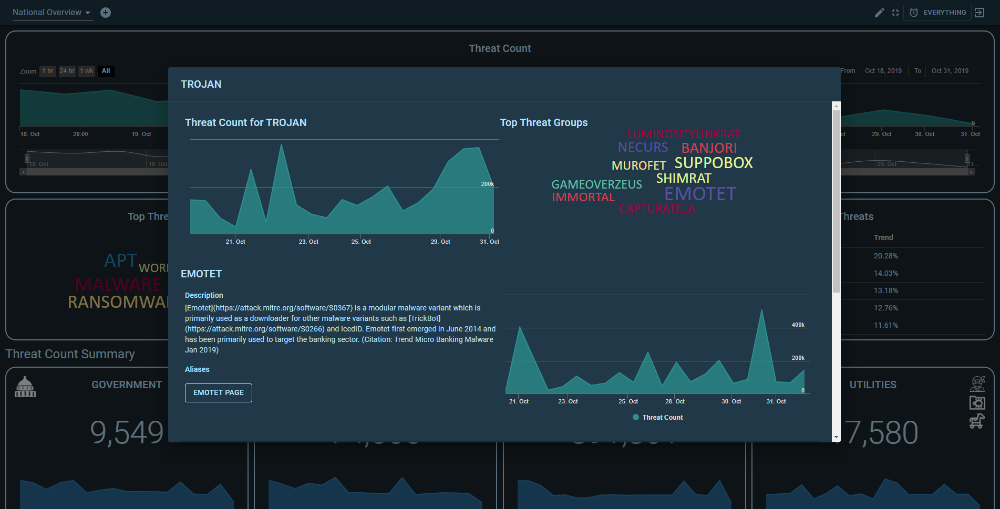 National Overview
EVERYTHING
Threat Count
Zoom 1 hr 24 hr 1 wk All
From Oct 18, 2019 To Oct 31, 2019
0
18. Oct 20:00 19. Oct
29. Oct 30. Oct 31. Oct
18. Oct 19. Oct
29. Oct 31...
TROJAN
Threat Count for TROJAN
200k
0
21. Oct 23. Oct 25. Oct 29. Oct 31. Oct
Top Threat Groups
LUMINOSITYLINKRAT
NECURS BANJORI
MUROFET SUPPOBOX
SHIMRAT
GAMEOVERZEUS
EMOTET
IMMORTAL
CAPTURATELA
EMOTET
Description
[Emotet](https://attack.mitre.org/software/S0367) is a modular malware variant which is
primarily used as a downloader for other malware variants such as [TrickBot]
(https://attack.mitre.org/software/S0266) and IcedID. Emotet first emerged in June 2014 and
has been primarily used to target the banking sector. (Citation: Trend Micro Banking Malware
Jan 2019)
Aliases
EMOTET PAGE
400k
200k
0
21. Oct 23. Oct 25. Oct 28. Oct 30. Oct 31. Oct
Threat Count
Top Thre
APT
WOR
MALWARE
RANSOMWA
Threats
Trend
20.28%
14.03%
13.18%
12.76%
11.61%
Threat Count Summary
GOVERNMENT
9,549
UTILITIES
7,580